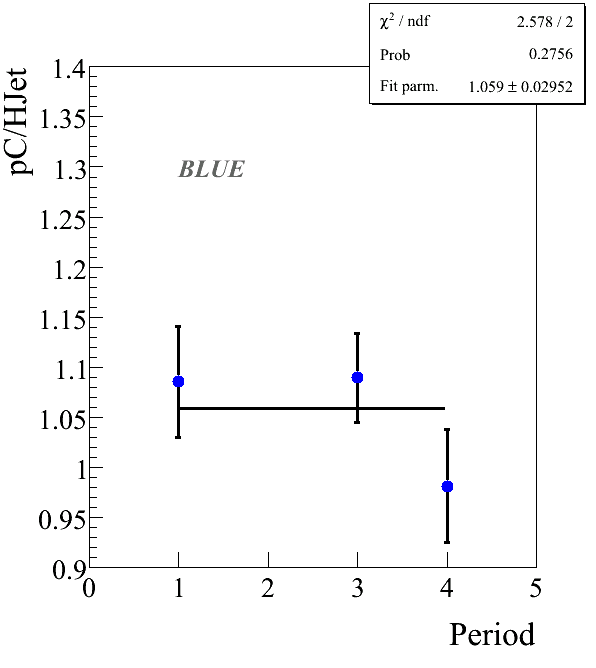 χ² / ndf 2.578 / 2
Prob 0.2756
Fit parm. 1.059 ± 0.02952
pC/HJet
BLUE
1.4
1.35
1.3
1.25
1.2
1.15
1.1
1.05
1
0.95
0.9
0 1 2 3 4 5
Period